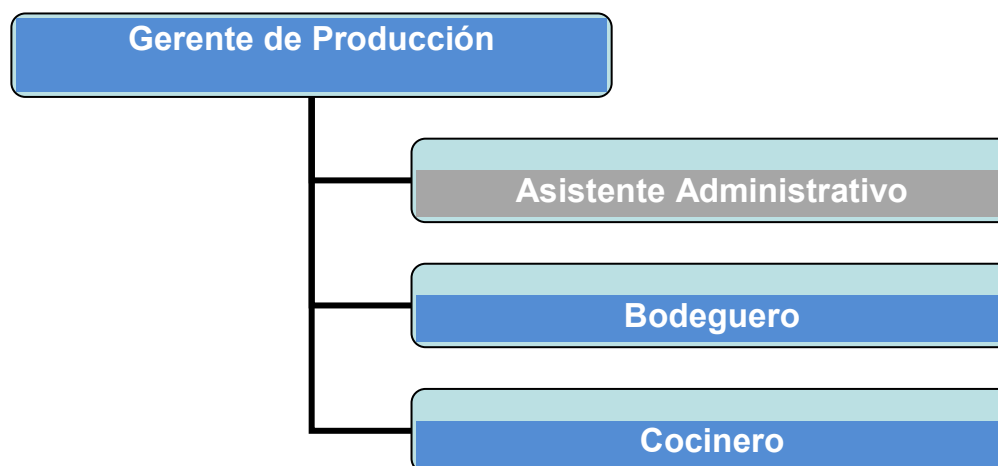 Gerente de Producción
Asistente Administrativo
Bodeguero
Cocinero